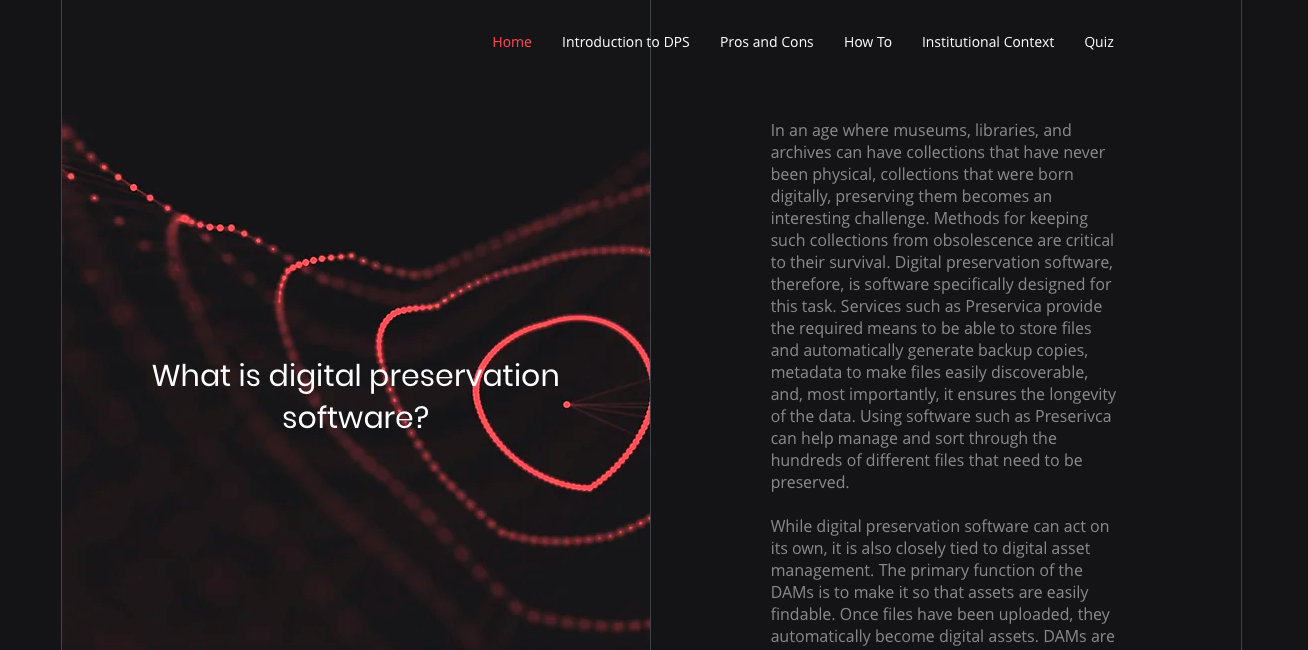 Home Introduction to DPS Pros and Cons How To Institutional Context Quiz
What is digital preservation
software?
In an age where museums, libraries, and
archives can have collections that have never
been physical, collections that were born
digitally, preserving them becomes an
interesting challenge. Methods for keeping
such collections from obsolescence are critical
to their survival. Digital preservation software,
therefore, is software specifically designed for
this task. Services such as Preservica provide
the required means to be able to store files
and automatically generate backup copies,
metadata to make files easily discoverable,
and, most importantly, it ensures the longevity
of the data. Using software such as Preserivca
can help manage and sort through the
hundreds of different files that need to be
preserved.
While digital preservation software can act on
its own, it is also closely tied to digital asset
management. The primary function of the
DAMs is to make it so that assets are easily
findable. Once files have been uploaded, they
automatically become digital assets. DAMs are